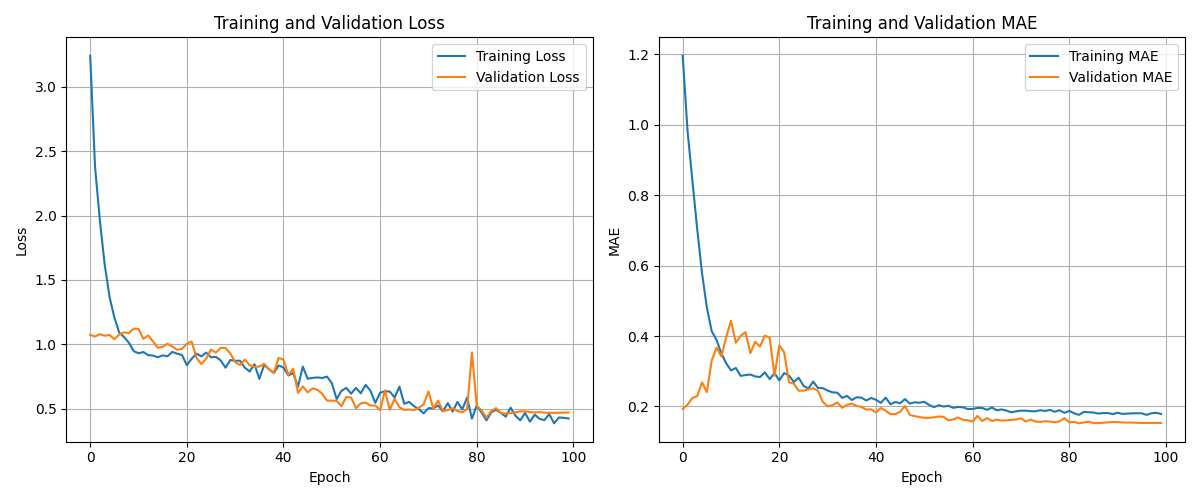 Training and Validation Loss
Training Loss
Validation Loss
3.0
2.5
2.0
1.5
1.0
0.5
Loss
0 20 40 60 80 100
Epoch
Training and Validation MAE
Training MAE
Validation MAE
1.2
1.0
0.8
0.6
0.4
0.2
MAE
0 20 40 60 80 100
Epoch